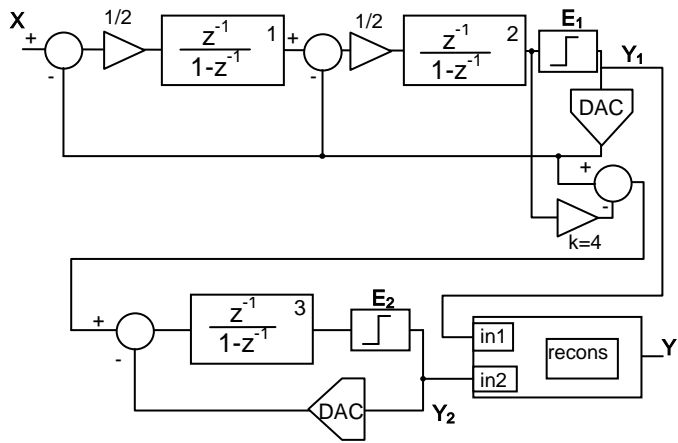 X
+
-
1/2
z⁻¹
1-z⁻¹
1
+
-
1/2
z⁻¹
1-z⁻¹
2
E₁
Y₁
DAC
+
-
k=4
+
-
z⁻¹
1-z⁻¹
3
E₂
DAC
Y₂
in1
in2
recons
Y